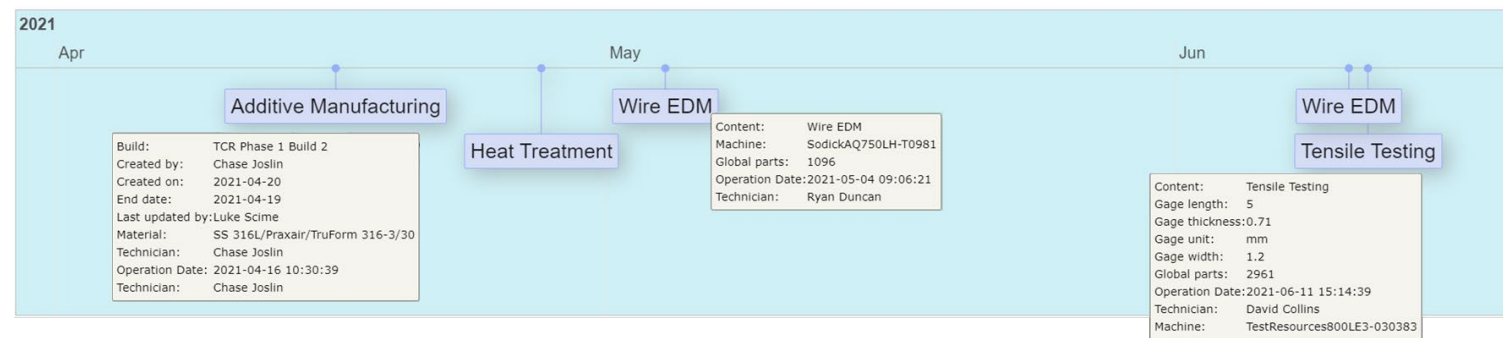 2021
Apr
May
Jun
Additive Manufacturing
Wire EDM
Wire EDM
Heat Treatment
Tensile Testing
Build: TCR Phase 1 Build 2
Created by: Chase Joslin
Created on: 2021-04-20
End date: 2021-04-19
Last updated by:Luke Scime
Material: SS 316L/Praxair/TruForm 316-3/30
Technician: Chase Joslin
Operation Date: 2021-04-16 10:30:39
Technician: Chase Joslin
Content: Wire EDM
Machine: SodickAQ750LH-T0981
Global parts: 1096
Operation Date:2021-05-04 09:06:21
Technician: Ryan Duncan
Content: Tensile Testing
Gage length: 5
Gage thickness:0.71
Gage unit: mm
Gage width: 1.2
Global parts: 2961
Operation Date:2021-06-11 15:14:39
Technician: David Collins
Machine: TestResources800LE3-030383